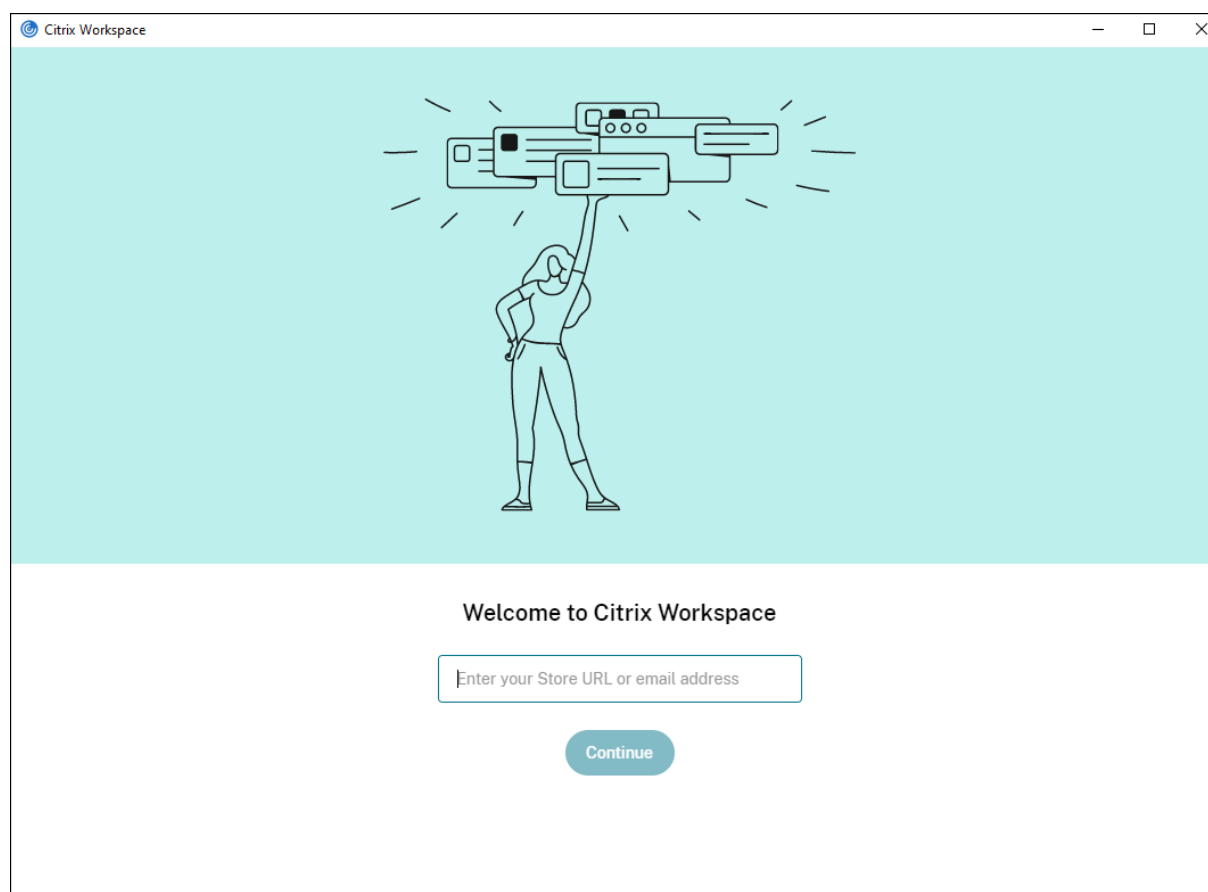 Citrix Workspace
Welcome to Citrix Workspace
Enter your Store URL or email address
Continue